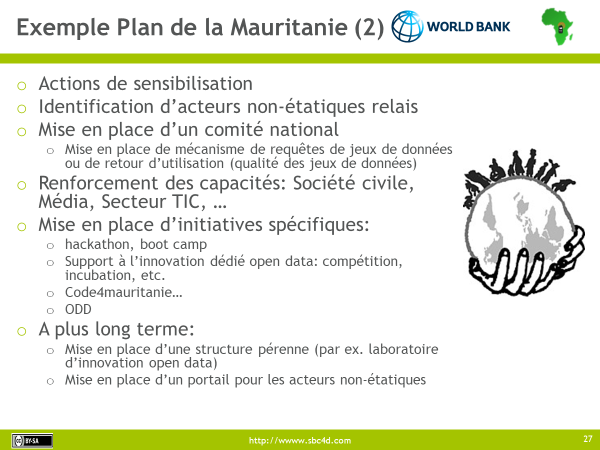 Exemple Plan de la Mauritanie (2)
WORLD BANK
o Actions de sensibilisation
o Identification d’acteurs non-étatiques relais
o Mise en place d’un comité national
o Mise en place de mécanisme de requêtes de jeux de données
ou de retour d’utilisation (qualité des jeux de données)
o Renforcement des capacités: Société civile,
Média, Secteur TIC, …
o Mise en place d’initiatives spécifiques:
o hackathon, boot camp
o Support à l’innovation dédié open data: compétition,
incubation, etc.
o Code4mauritanie…
o ODD
o A plus long terme:
o Mise en place d’une structure pérenne (par ex. laboratoire
d’innovation open data)
o Mise en place d’un portail pour les acteurs non-étatiques
BY-SA
http://wwww.sbc4d.com
27